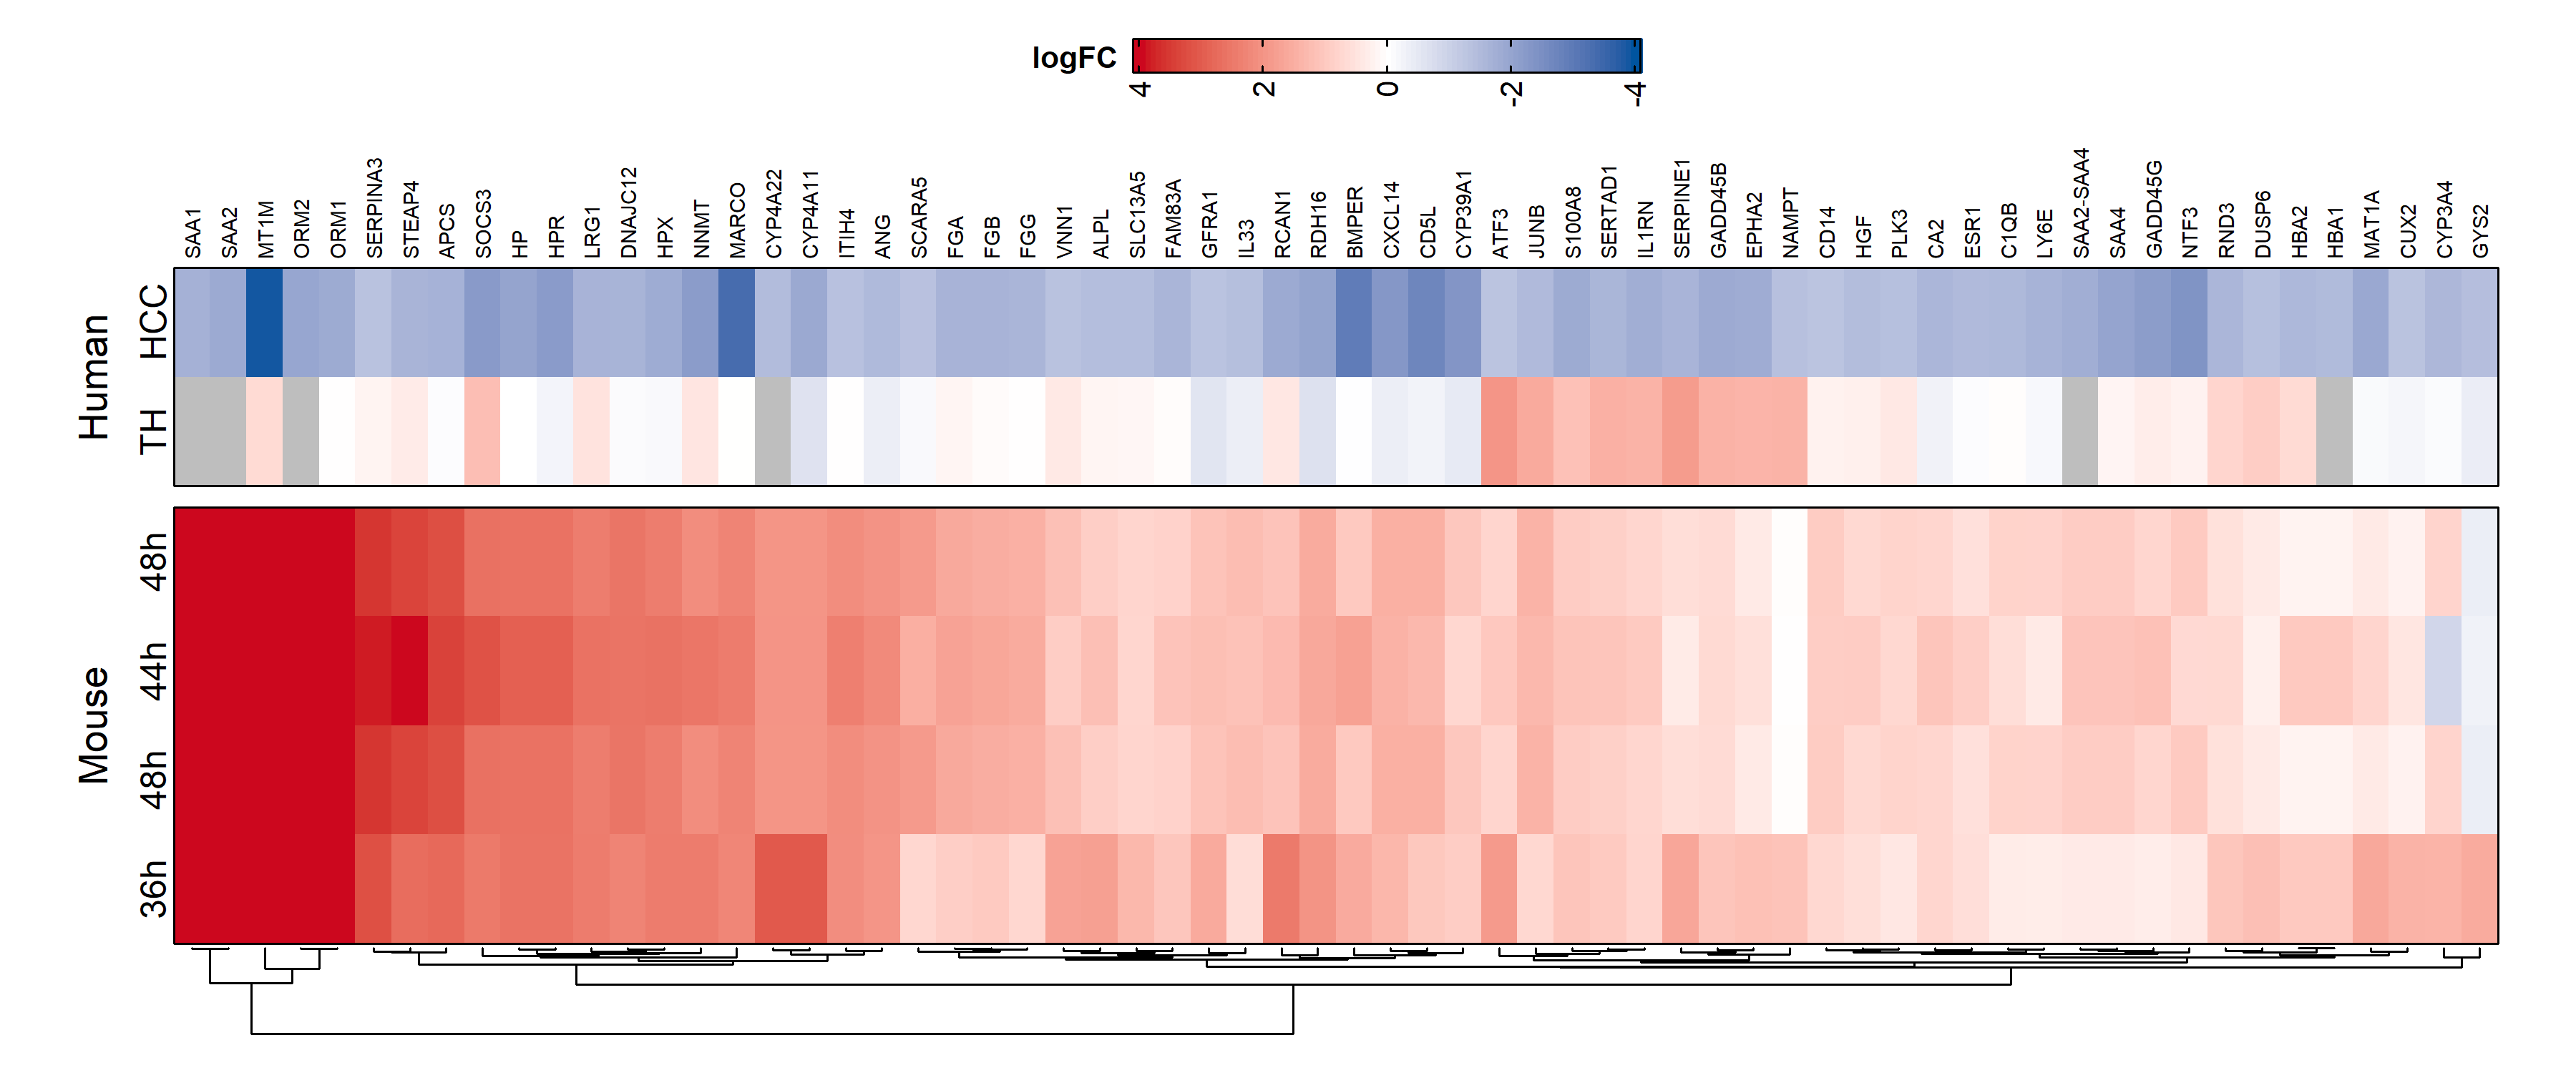 logFC
4 2 0 -2 -4
SAA1 SAA2 MT1M ORM2 ORM1 SERPINA3 STEAP4 APCS SOCS3 HP HPR LRG1 DNAJC12 HPX NNMT MARCO CYP4A22 CYP4A11 ITIH4 ANG SCARA5 FGA FGB FGG VNN1 ALPL SLC13A5 FAM83A GFRA1 IL33 RCAN1 RDH16 BMPER CXCL14 CD5L CYP39A1 ATF3 JUNB S100A8 SERTAD1 IL1RN SERPINE1 GADD45B EPHA2 NAMPT CD14 HGF PLK3 CA2 ESR1 C1QB LY6E SAA2-SAA4 SAA4 GADD45G NTF3 RND3 DUSP6 HBA2 HBA1 MAT1A CUX2 CYP3A4 GYS2
Human
HCC
TH
Mouse
48h
44h
48h
36h